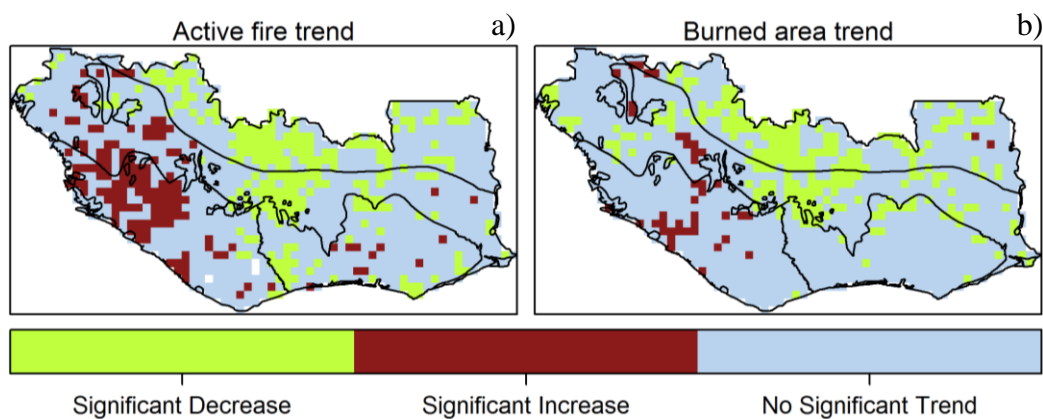 Active fire trend
a)
Burned area trend
b)
Significant Decrease
Significant Increase
No Significant Trend